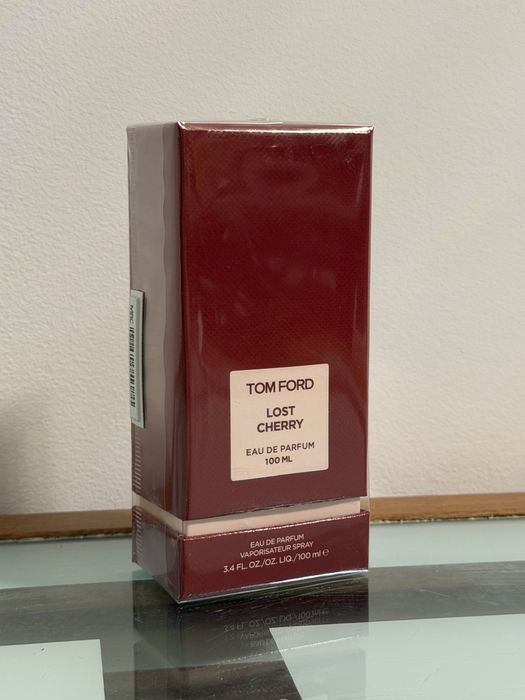 TOM FORD
LOST
CHERRY
EAU DE PARFUM
100 ML
EAU DE PARFUM
VAPORISATEUR SPRAY
3.4 FL. OZ./OZ. LIQ./100 ml ℮